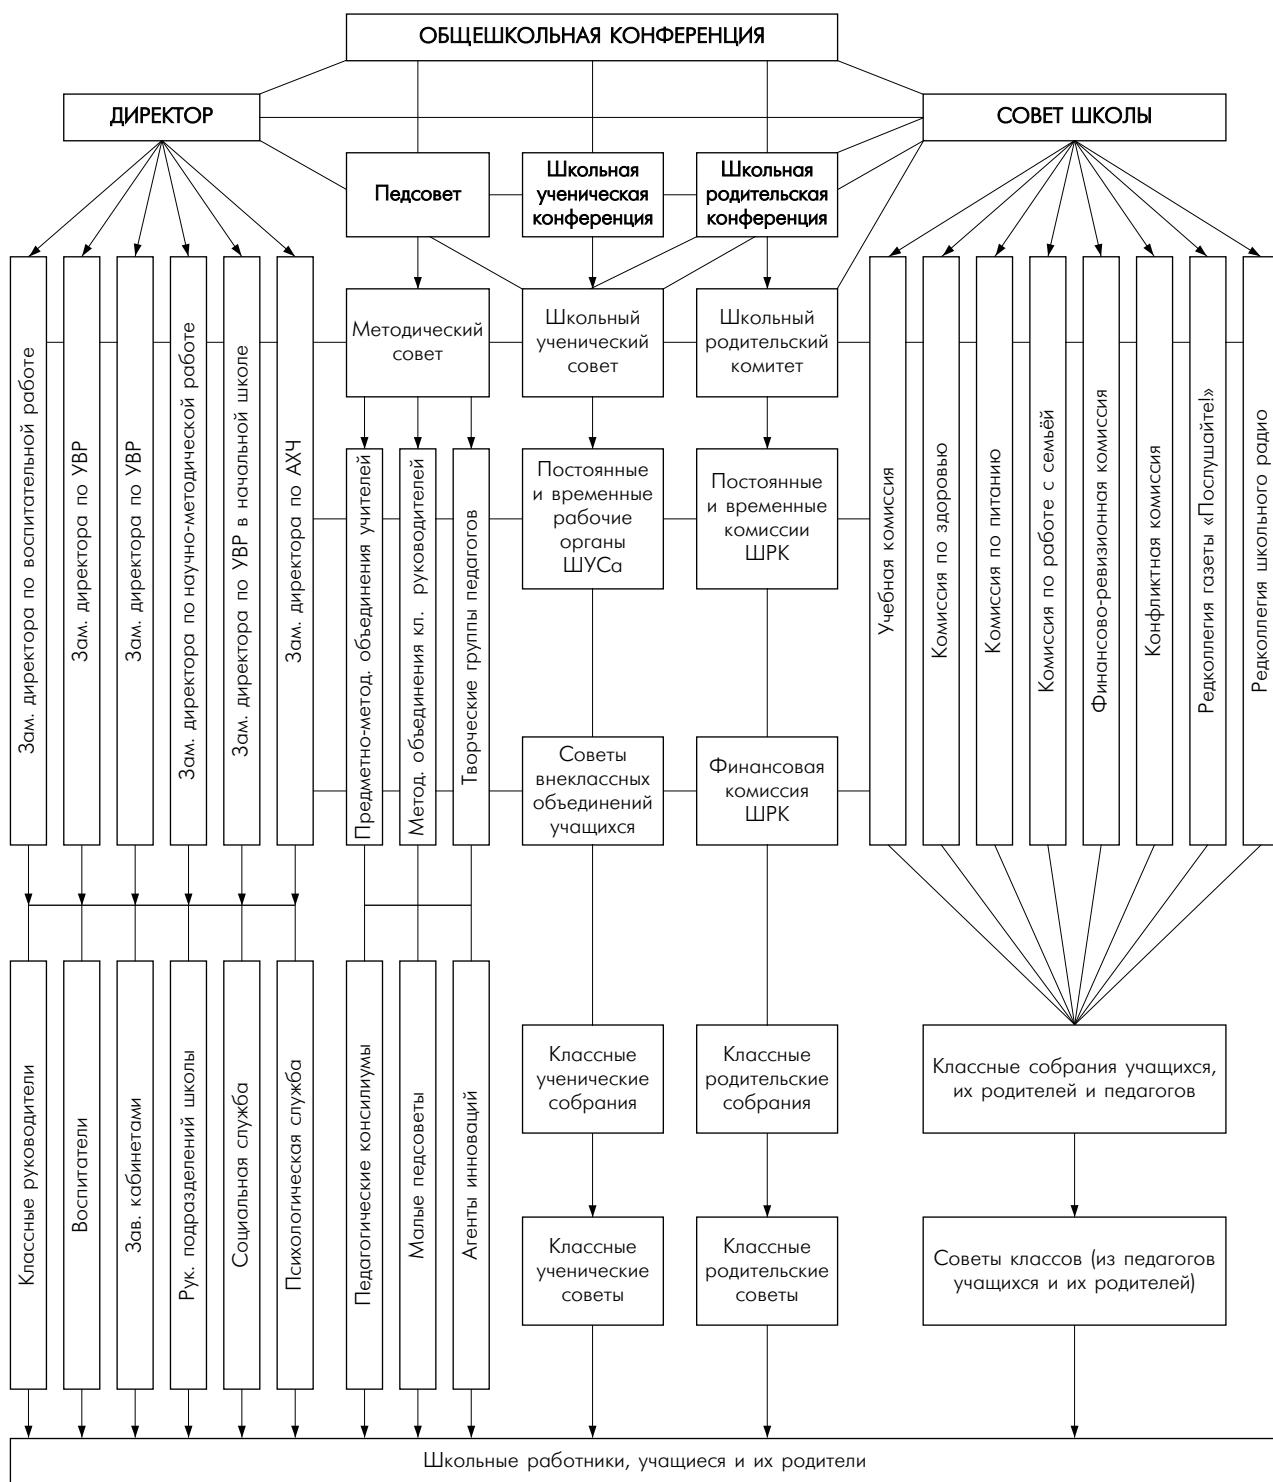 ОБЩЕШКОЛЬНАЯ КОНФЕРЕНЦИЯ
ДИРЕКТОР
СОВЕТ ШКОЛЫ
Педсовет
Школьная
ученическая
конференция
Школьная
родительская
конференция
Зам. директора по воспитательной работе
Зам. директора по УВР
Зам. директора по УВР
Зам. директора по научно-методической работе
Зам. директора по УВР в начальной школе
Зам. директора по АХЧ
Методический
совет
Школьный
ученический
совет
Школьный
родительский
комитет
Предметно-метод. объединения учителей
Метод. объединения кл. руководителей
Творческие группы педагогов
Постоянные
и временные
рабочие
органы
ШУСа
Постоянные
и временные
комиссии
ШРК
Учебная комиссия
Комиссия по здоровью
Комиссия по питанию
Комиссия по работе с семьёй
Финансово-ревизионная комиссия
Конфликтная комиссия
Редколлегия газеты «Послушайте!»
Редколлегия школьного радио
Советы
внеклассных
объединений
учащихся
Финансовая
комиссия
ШРК
Классные руководители
Воспитатели
Зав. кабинетами
Рук. подразделений школы
Социальная служба
Психологическая служба
Педагогические консилиумы
Малые педсоветы
Агенты инноваций
Классные
ученические
собрания
Классные
родительские
собрания
Классные собрания учащихся,
их родителей и педагогов
Классные
ученические
советы
Классные
родительские
советы
Советы классов (из педагогов
учащихся и их родителей)
Школьные работники, учащиеся и их родители